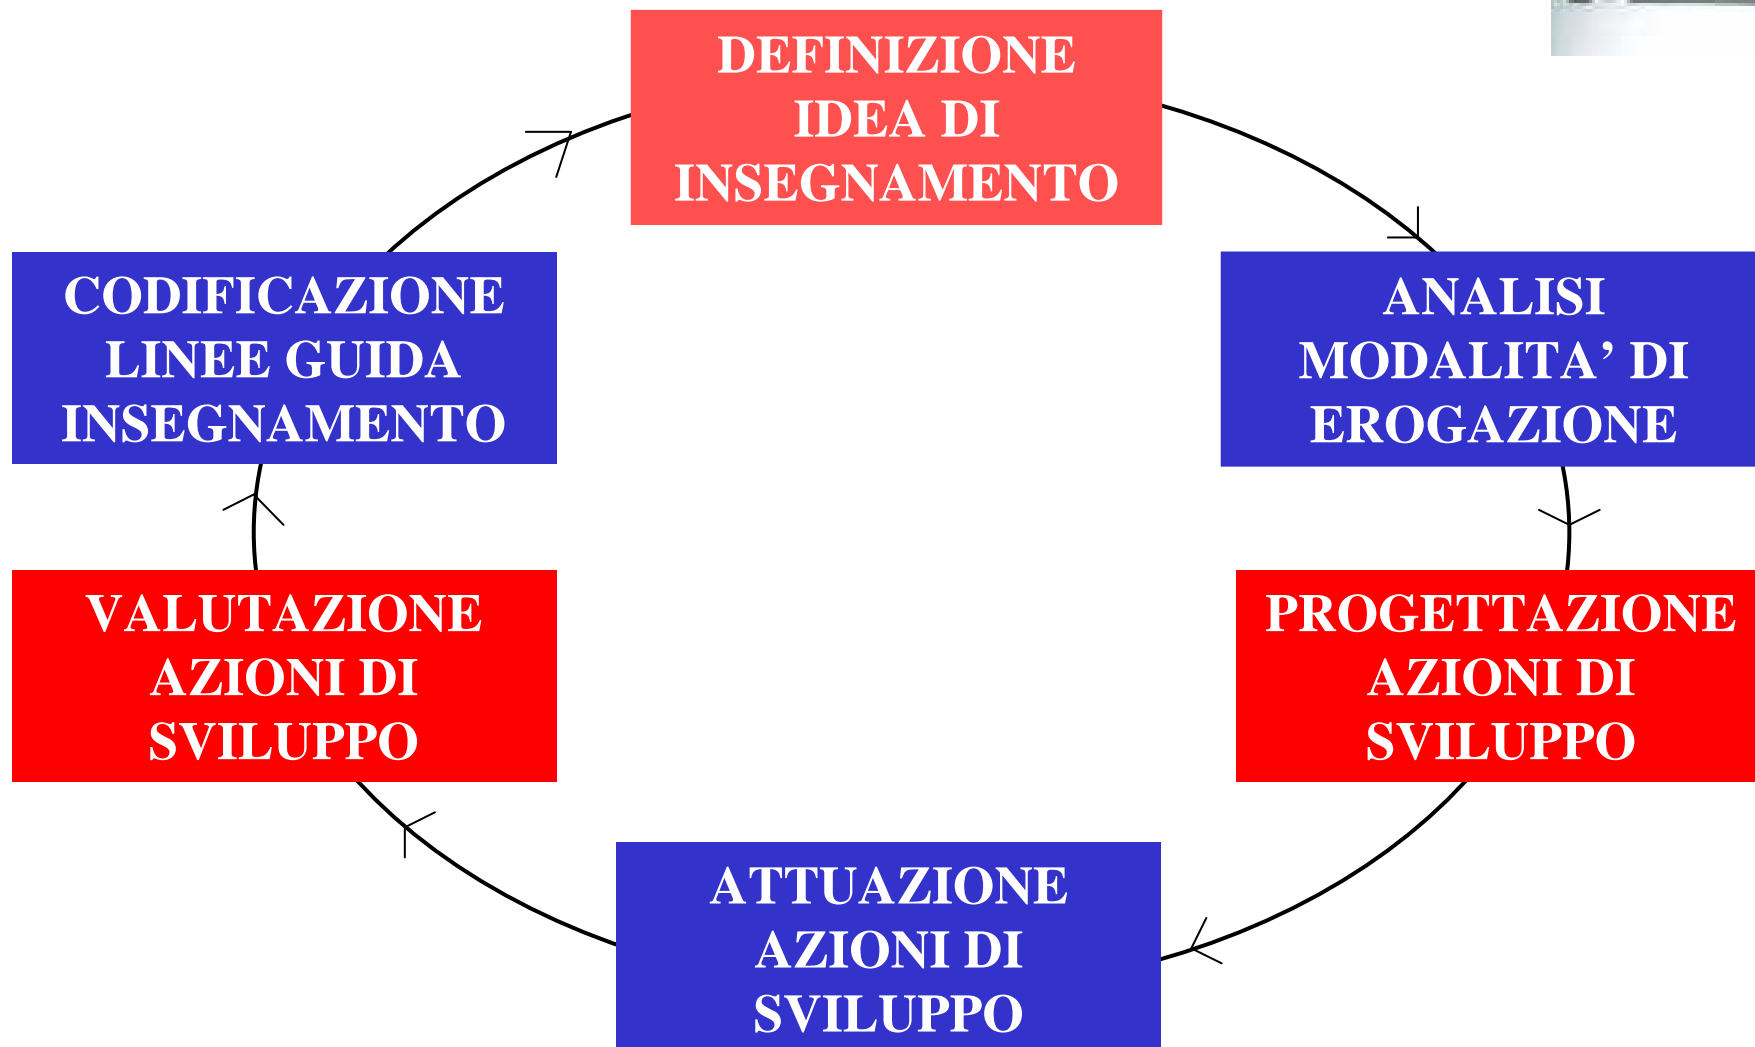 DEFINIZIONE
IDEA DI
INSEGNAMENTO
ANALISI
MODALITA’ DI
EROGAZIONE
PROGETTAZIONE
AZIONI DI
SVILUPPO
ATTUAZIONE
AZIONI DI
SVILUPPO
VALUTAZIONE
AZIONI DI
SVILUPPO
CODIFICAZIONE
LINEE GUIDA
INSEGNAMENTO